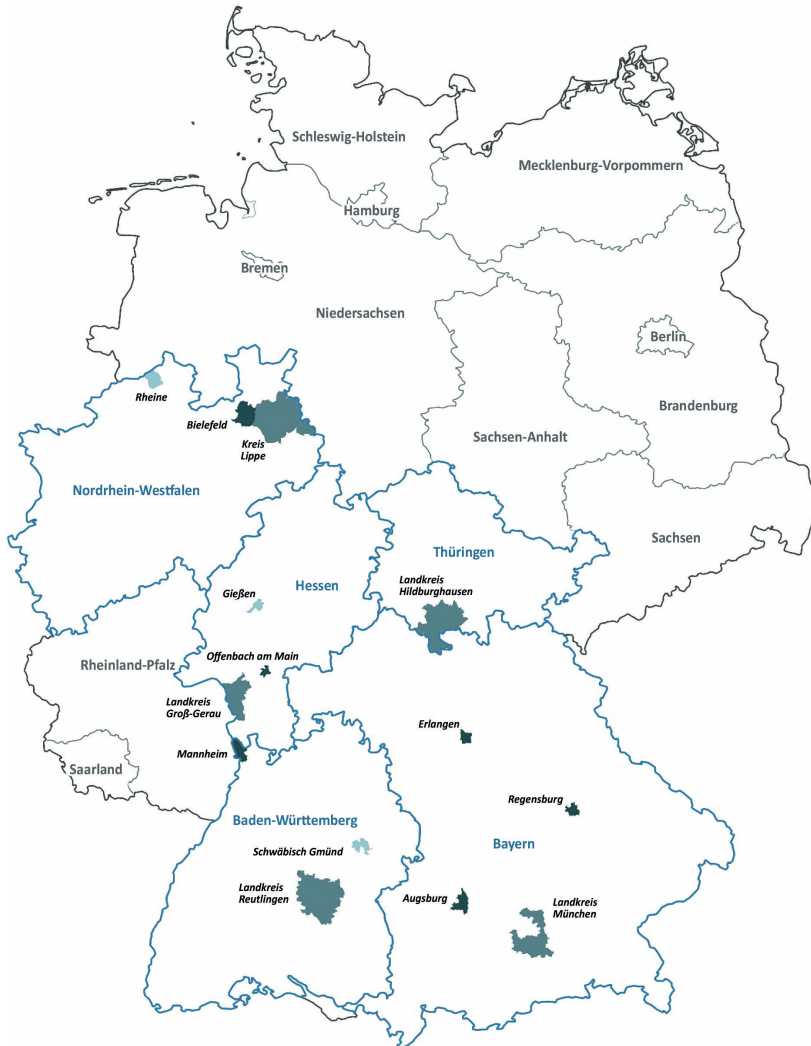 Schleswig-Holstein
Mecklenburg-Vorpommern
Hamburg
Bremen
Niedersachsen
Berlin
Rheine
Bielefeld
Kreis
Lippe
Brandenburg
Sachsen-Anhalt
Nordrhein-Westfalen
Sachsen
Thüringen
Landkreis
Hildburghausen
Hessen
Gießen
Offenbach am Main
Rheinland-Pfalz
Landkreis
Groß-Gerau
Erlangen
Mannheim
Saarland
Regensburg
Baden-Württemberg
Bayern
Schwäbisch Gmünd
Landkreis
Reutlingen
Augsburg
Landkreis
München